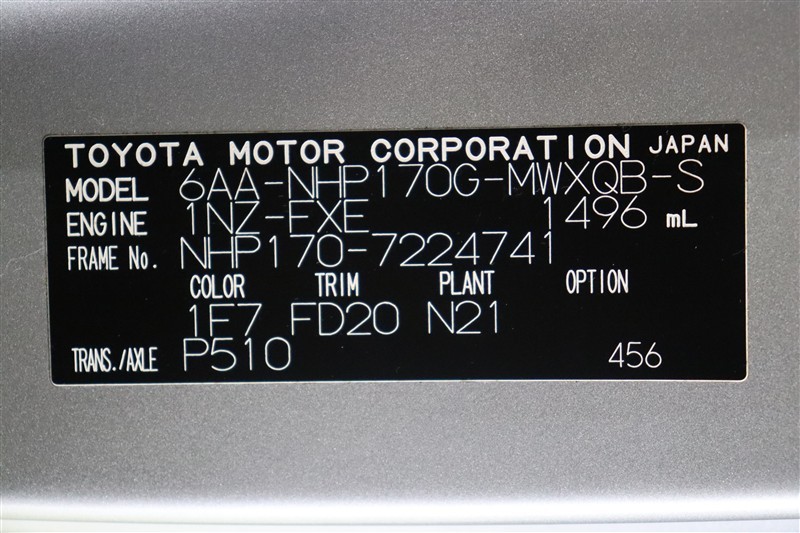 TOYOTA MOTOR CORPORATION JAPAN
MODEL 6AA-NHP170G-MWXQB-S
ENGINE 1NZ-FXE 1496 mL
FRAME No. NHP170-7224741
COLOR TRIM PLANT OPTION
1F7 FD20 N21
TRANS./AXLE P510 456